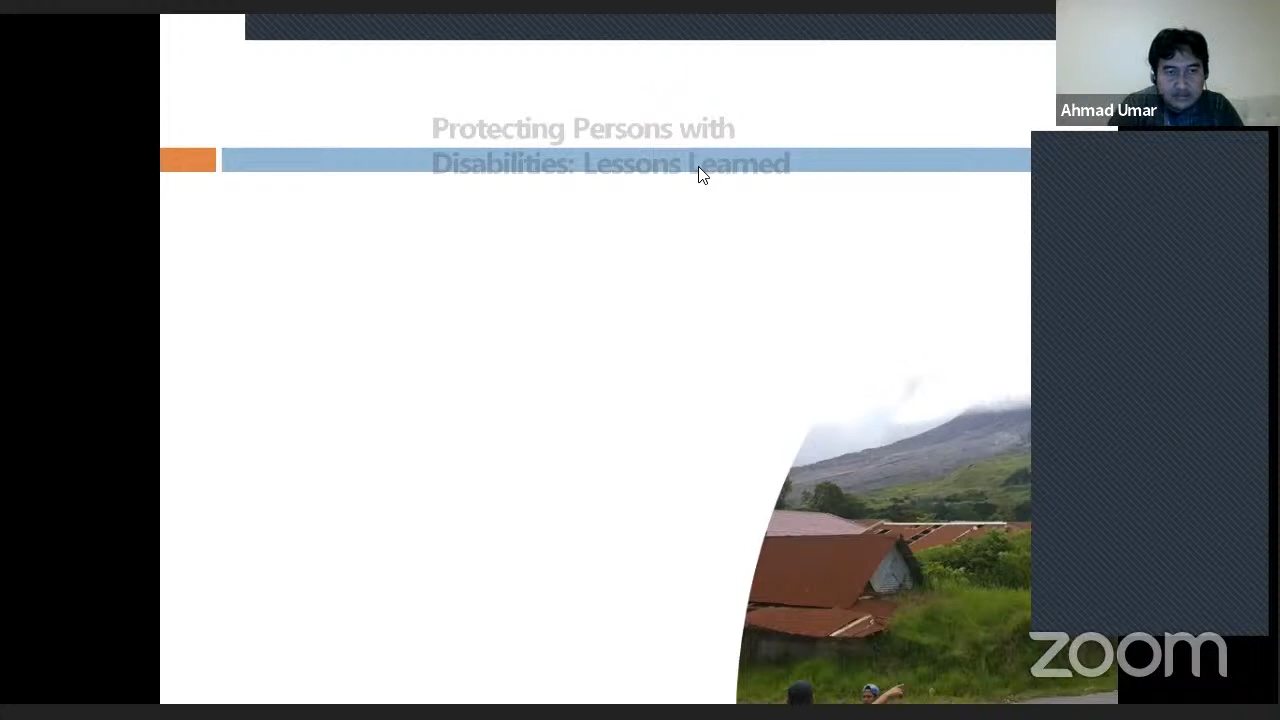 Protecting Persons with
Disabilities: Lessons Learned
Ahmad Umar
zoom